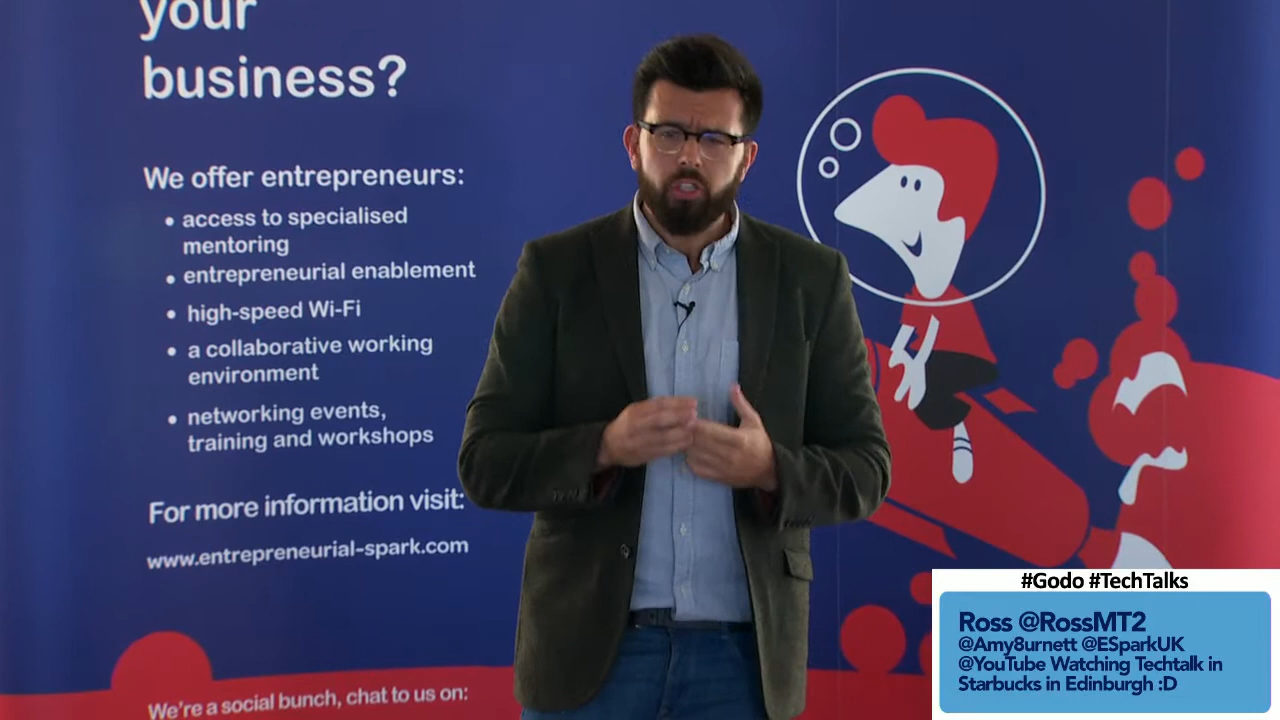 your
business?
We offer entrepreneurs:
• access to specialised
mentoring
• entrepreneurial enablement
• high-speed Wi-Fi
• a collaborative working
environment
• networking events,
training and workshops
For more information visit:
www.entrepreneurial-spark.com
We're a social bunch, chat to us on:
#Godo #TechTalks
Ross @RossMT2
@Amy8urnett @ESparkUK
@YouTube Watching Techtalk in
Starbucks in Edinburgh :D